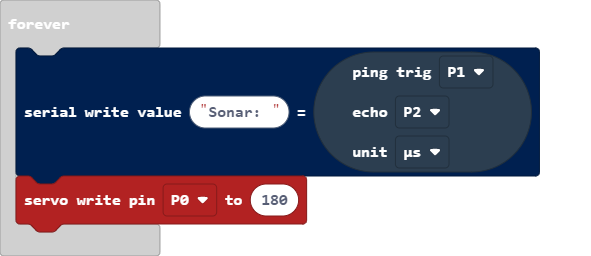 forever
ping trig P1
serial write value "Sonar: " = echo P2
unit µs
servo write pin P0 to 180